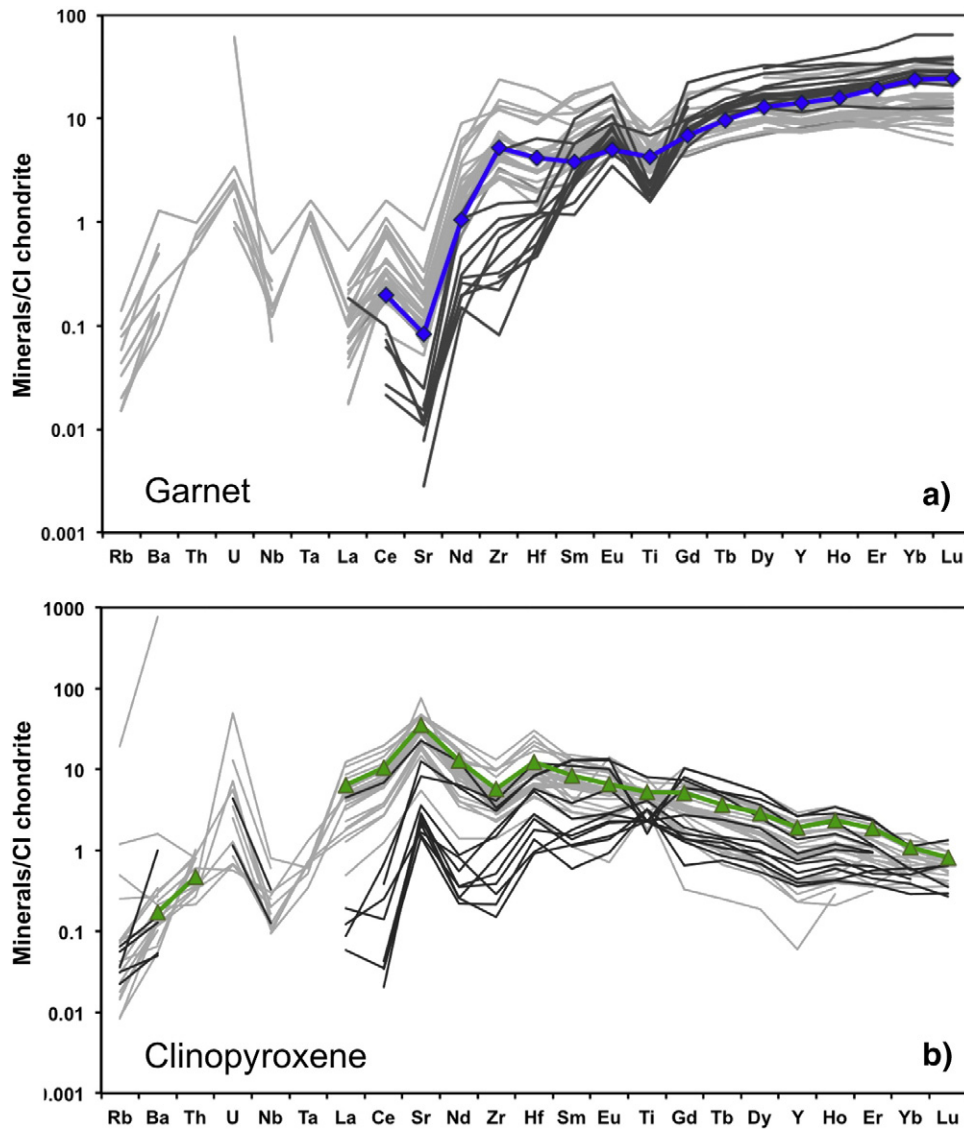 100
10
1
0.1
0.01
0.001
Minerals/CI chondrite
Garnet
a)
Rb Ba Th U Nb Ta La Ce Sr Nd Zr Hf Sm Eu Ti Gd Tb Dy Y Ho Er Yb Lu
1000
100
10
1
0.1
0.01
).001
Minerals/CI chondrite
Clinopyroxene
b)
Rb Ba Th U Nb Ta La Ce Sr Nd Zr Hf Sm Eu Ti Gd Tb Dy Y Ho Er Yb Lu